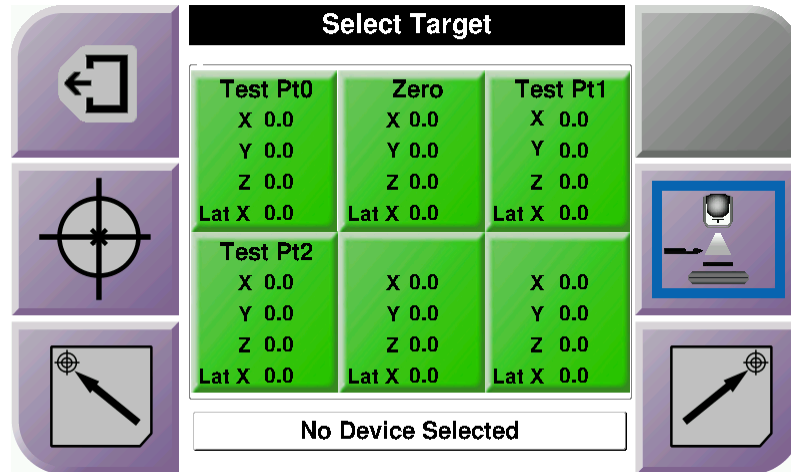 Select Target
Test Pt0 Zero Test Pt1
X 0.0 X 0.0 X 0.0
Y 0.0 Y 0.0 Y 0.0
Z 0.0 Z 0.0 Z 0.0
Lat X 0.0 Lat X 0.0 Lat X 0.0
Test Pt2
X 0.0 X 0.0 X 0.0
Y 0.0 Y 0.0 Y 0.0
Z 0.0 Z 0.0 Z 0.0
Lat X 0.0 Lat X 0.0 Lat X 0.0
No Device Selected